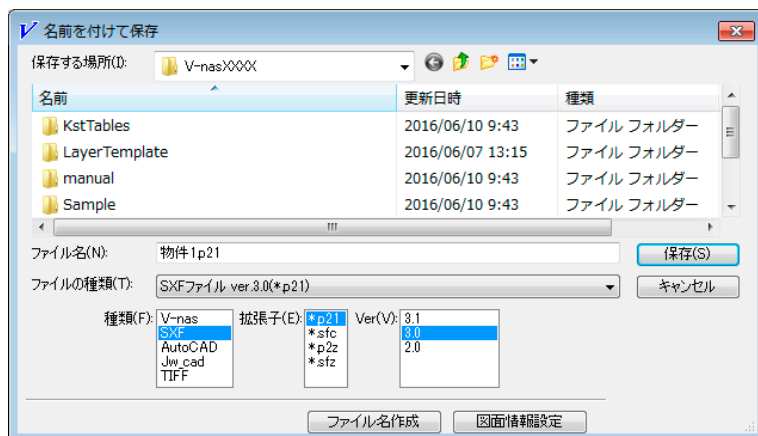 名前を付けて保存
保存する場所(I): V-nasXXXX
名前 更新日時 種類
KstTables 2016/06/10 9:43 ファイル フォルダー
LayerTemplate 2016/06/07 13:15 ファイル フォルダー
manual 2016/06/10 9:43 ファイル フォルダー
Sample 2016/06/10 9:43 ファイル フォルダー
ファイル名(N): 物件1.p21 保存(S)
ファイルの種類(T): SXFファイル ver.3.0(*.p21) キャンセル
種類(F): V-nas 拡張子(E): *.p21 Ver(V): 3.1
SXF *.sfc 3.0
AutoCAD *.p2z 2.0
Jw_cad *.sfz
TIFF
ファイル名作成 図面情報設定